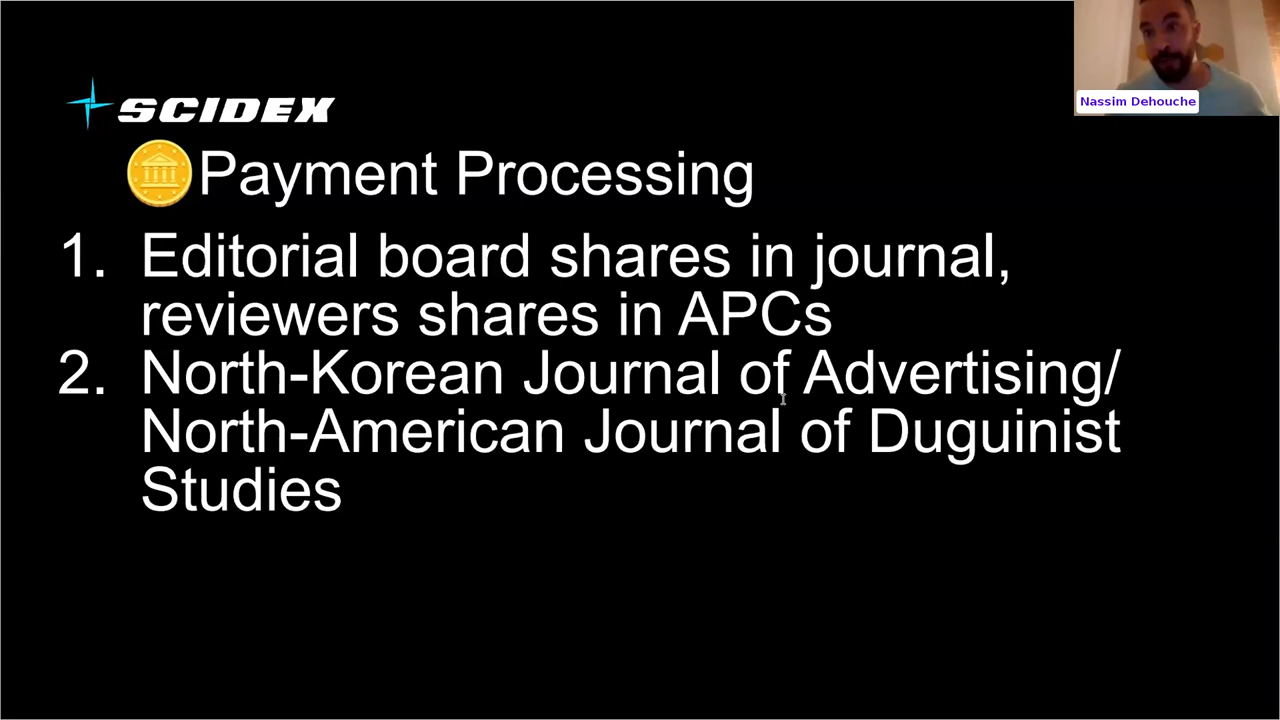 Nassim Dehouche
SCIDEX
Payment Processing
1. Editorial board shares in journal,
reviewers shares in APCs
2. North-Korean Journal of Advertising/
North-American Journal of Duguinist
Studies